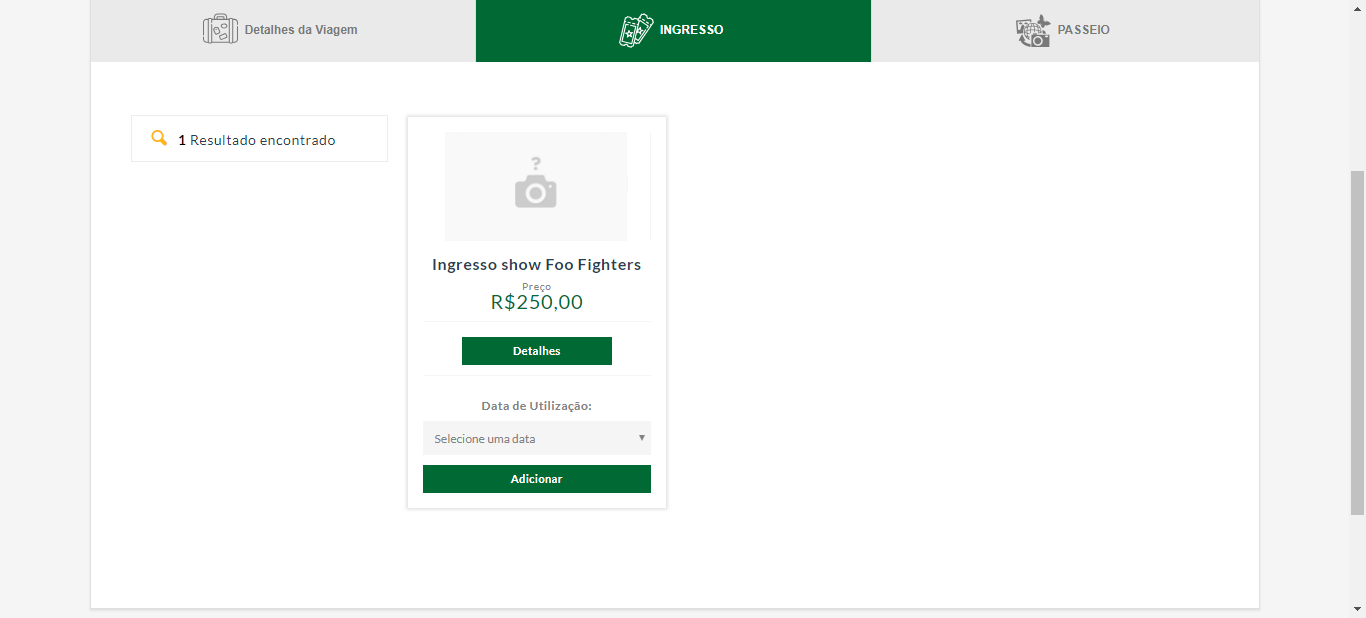 Detalhes da Viagem
INGRESSO
PASSEIO
1 Resultado encontrado
?
Ingresso show Foo Fighters
Preço
R$250,00
Detalhes
Data de Utilização:
Selecione uma data
Adicionar